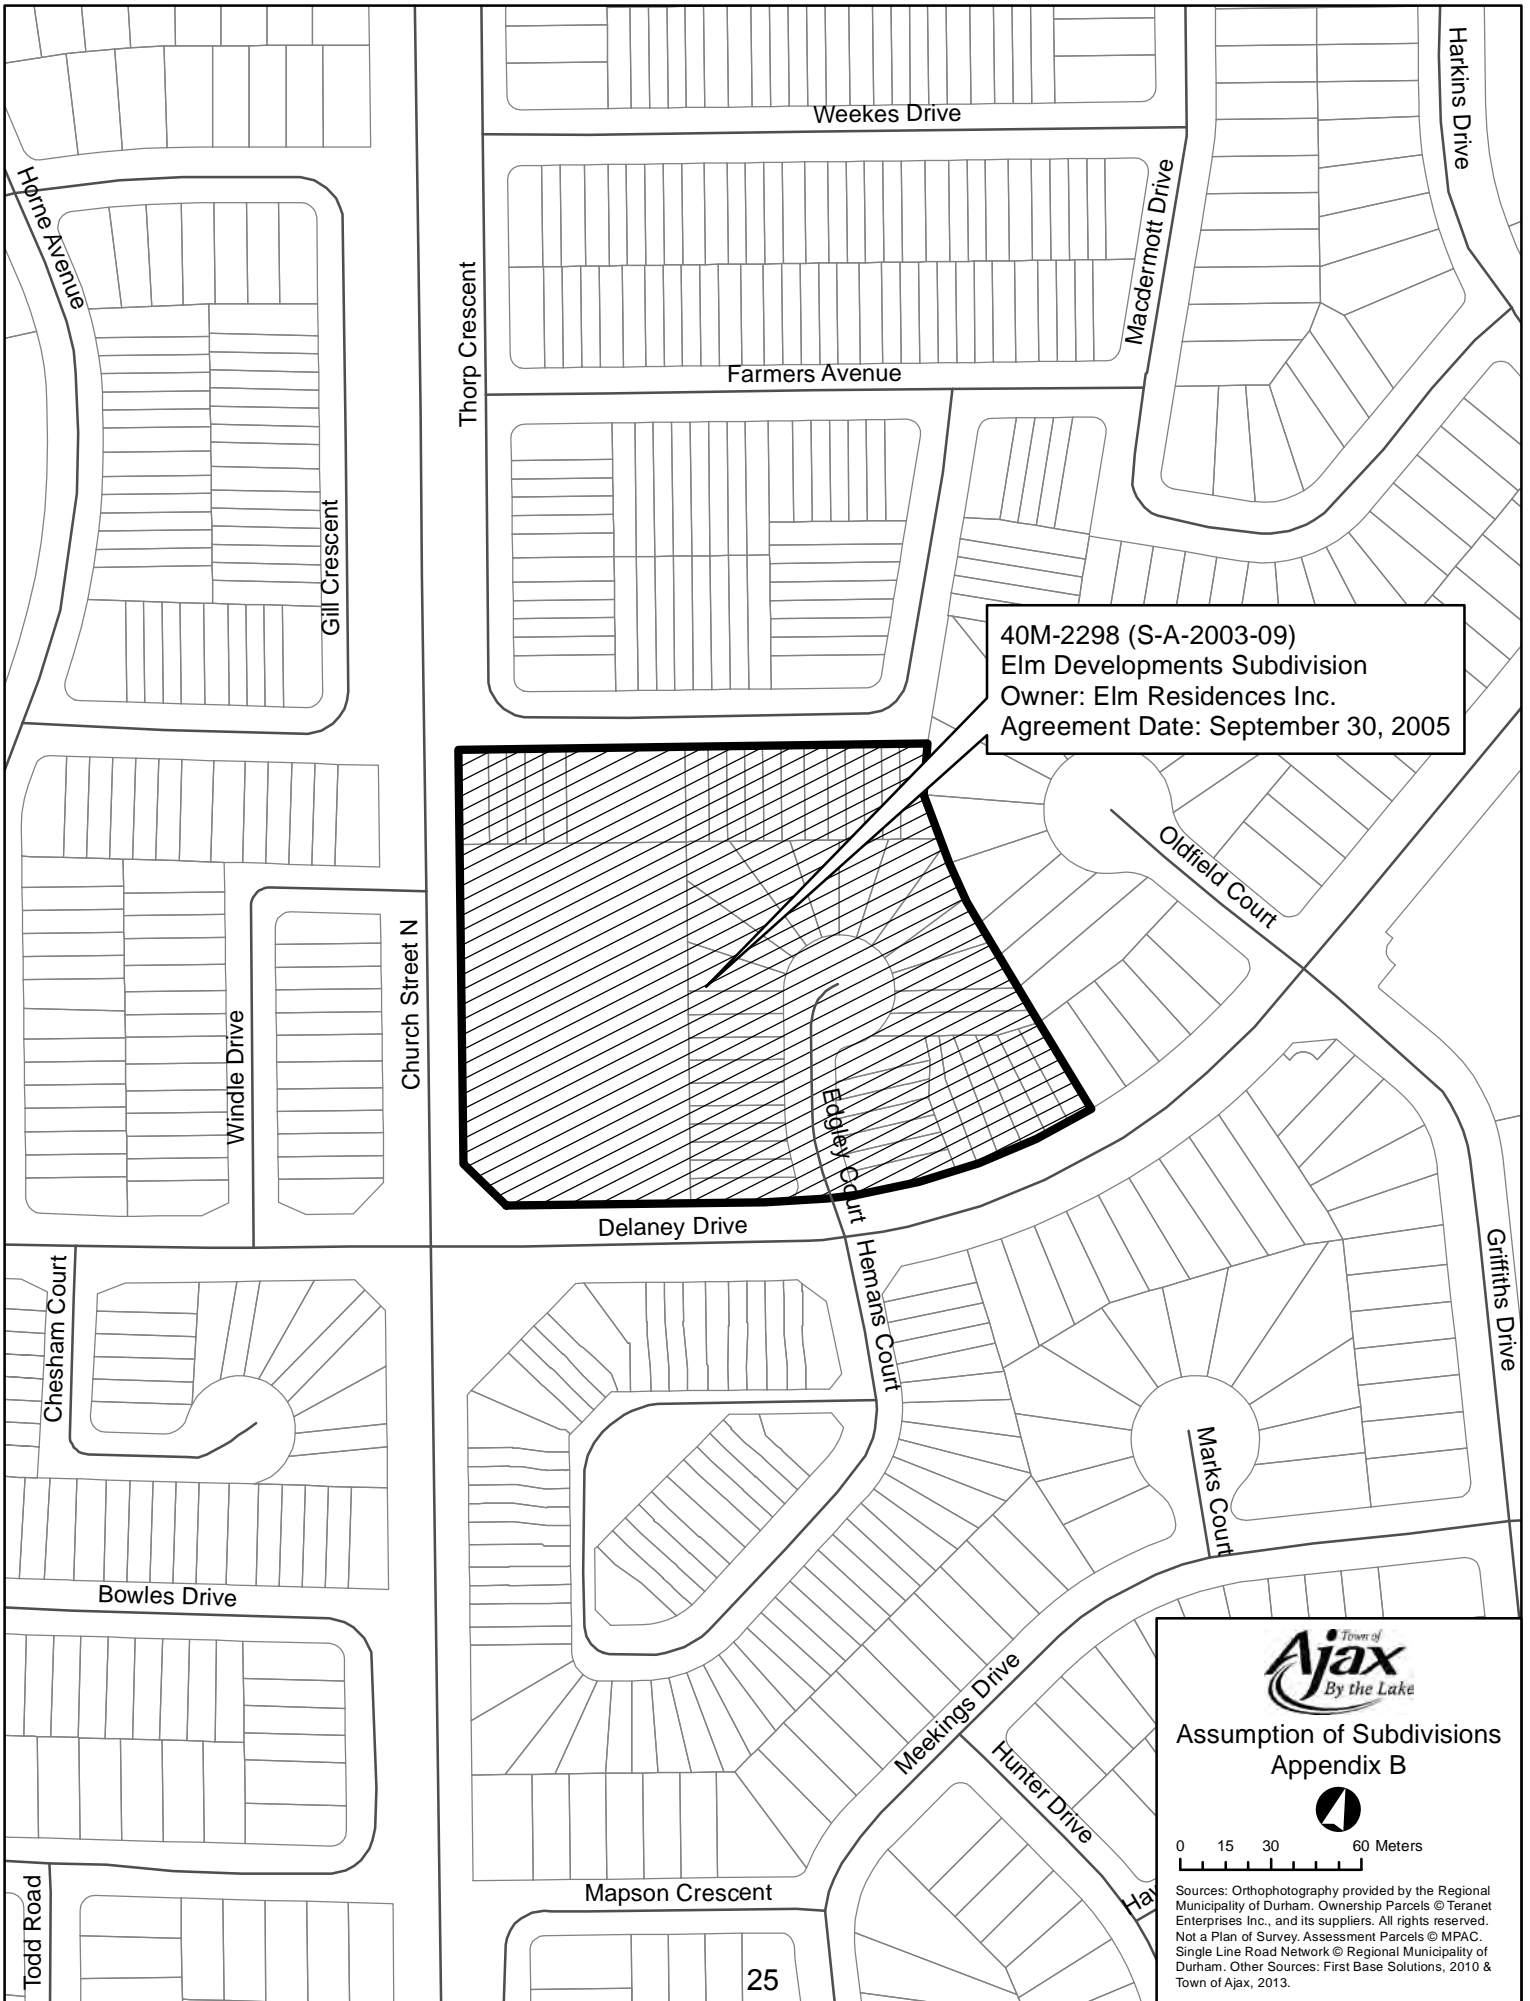 Weekes Drive
Harkins Drive
Horne Avenue
Macdermott Drive
Thorp Crescent
Farmers Avenue
Gill Crescent
40M-2298 (S-A-2003-09)
Elm Developments Subdivision
Owner: Elm Residences Inc.
Agreement Date: September 30, 2005
Oldfield Court
Church Street N
Windle Drive
Edgley Court
Delaney Drive
Hemans Court
Griffiths Drive
Chesham Court
Marks Court
Bowles Drive
Meekings Drive
Hunter Drive
Mapson Crescent
Todd Road
Hay
25
Town of
Ajax
By the Lake
Assumption of Subdivisions
Appendix B
0 15 30 60 Meters
Sources: Orthophotography provided by the Regional
Municipality of Durham. Ownership Parcels © Teranet
Enterprises Inc., and its suppliers. All rights reserved.
Not a Plan of Survey. Assessment Parcels © MPAC.
Single Line Road Network © Regional Municipality of
Durham. Other Sources: First Base Solutions, 2010 &
Town of Ajax, 2013.